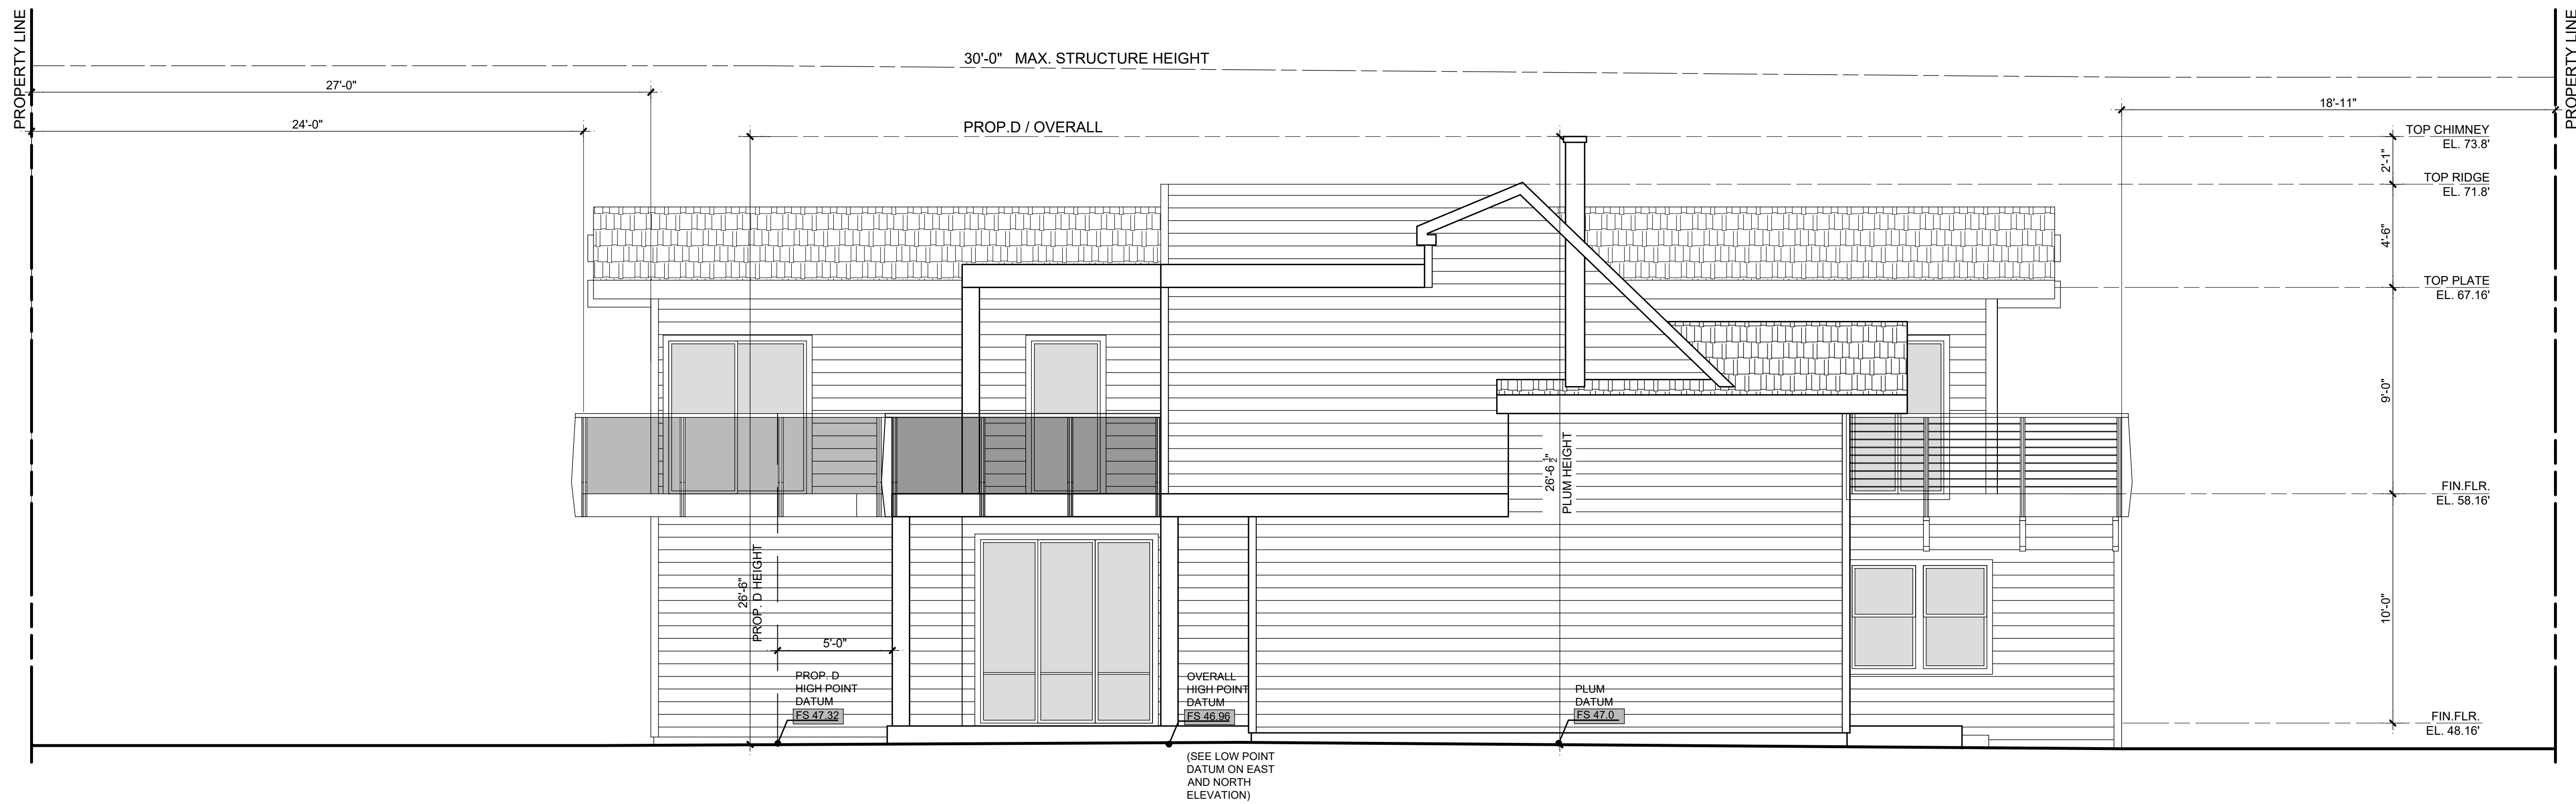 PROPERTY LINE
30'-0" MAX. STRUCTURE HEIGHT
PROPERTY LINE
27'-0"
18'-11"
24'-0"
PROP.D / OVERALL
TOP CHIMNEY
EL. 73.8'
2'-1"
TOP RIDGE
EL. 71.8'
4'-6"
TOP PLATE
EL. 67.16'
9'-0"
26'-6 1/2"
PLUM HEIGHT
FIN.FLR.
EL. 58.16'
26'-6"
PROP. D HEIGHT
10'-0"
5'-0"
PROP. D
HIGH POINT
DATUM
FS 47.32
OVERALL
HIGH POINT
DATUM
FS 46.96
PLUM
DATUM
FS 47.0
FIN.FLR.
EL. 48.16'
(SEE LOW POINT
DATUM ON EAST
AND NORTH
ELEVATION)